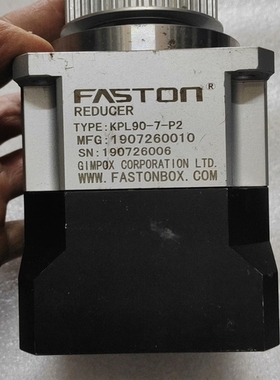 FASTON®
REDUCER
TYPE: KPL90-7-P2
MFG: 1907260010
SN: 190726006
GIMPOX CORPORATION LTD.
WWW.FASTONBOX.COM